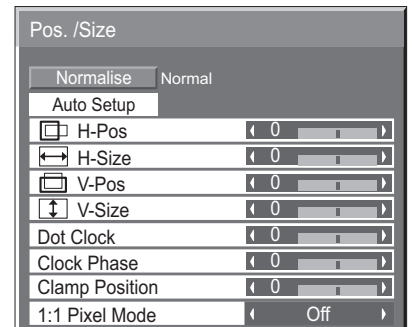 Pos. /Size
Normalise Normal
Auto Setup
H-Pos 0
H-Size 0
V-Pos 0
V-Size 0
Dot Clock 0
Clock Phase 0
Clamp Position 0
1:1 Pixel Mode Off